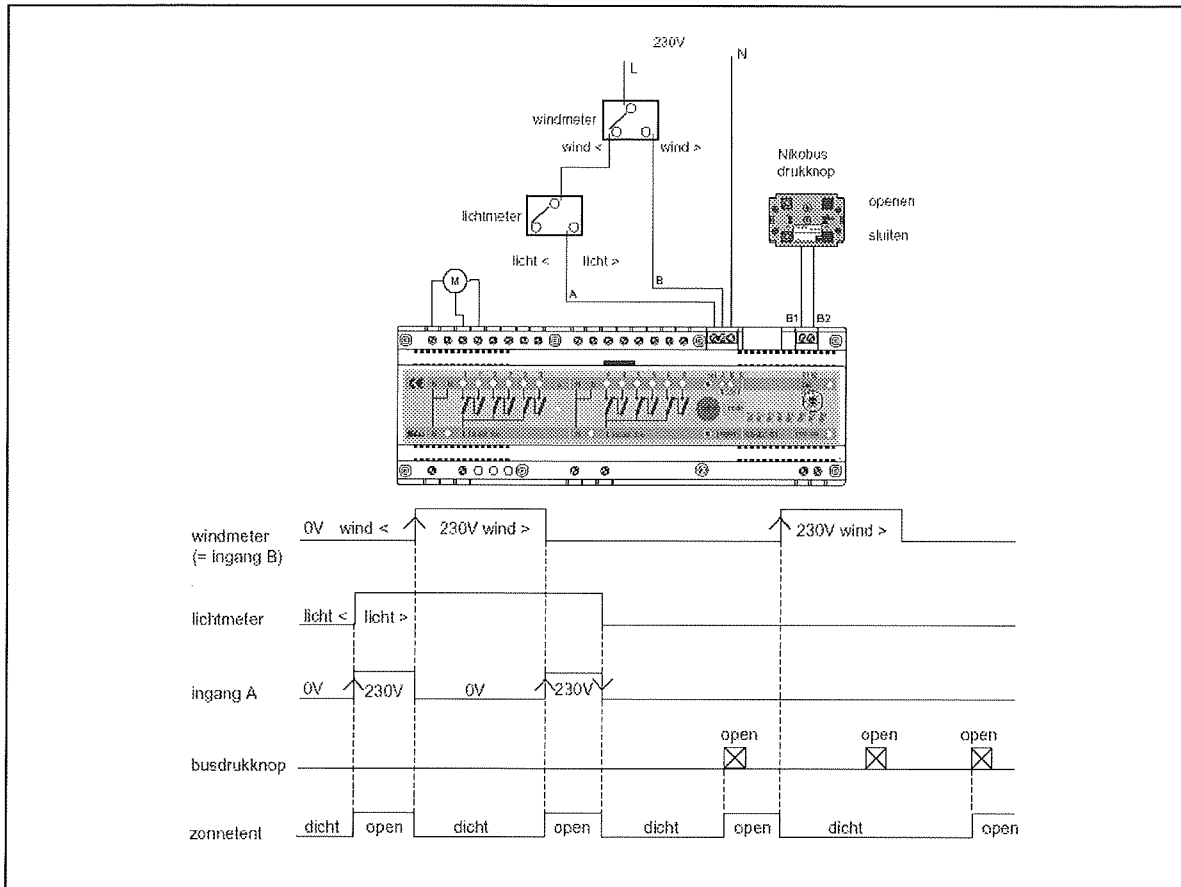 230V
L
N
windmeter
wind < wind >
Nikobus
drukknop
openen
sluiten
lichtmeter
licht < licht >
A
B
M
B1 B2
CE
windmeter
(= ingang B)
0V wind < 230V wind > 230V wind >
lichtmeter licht < licht >
ingang A 0V 230V 0V 230V
open open open
busdrukknop
zonnetent dicht open dicht open dicht open dicht open